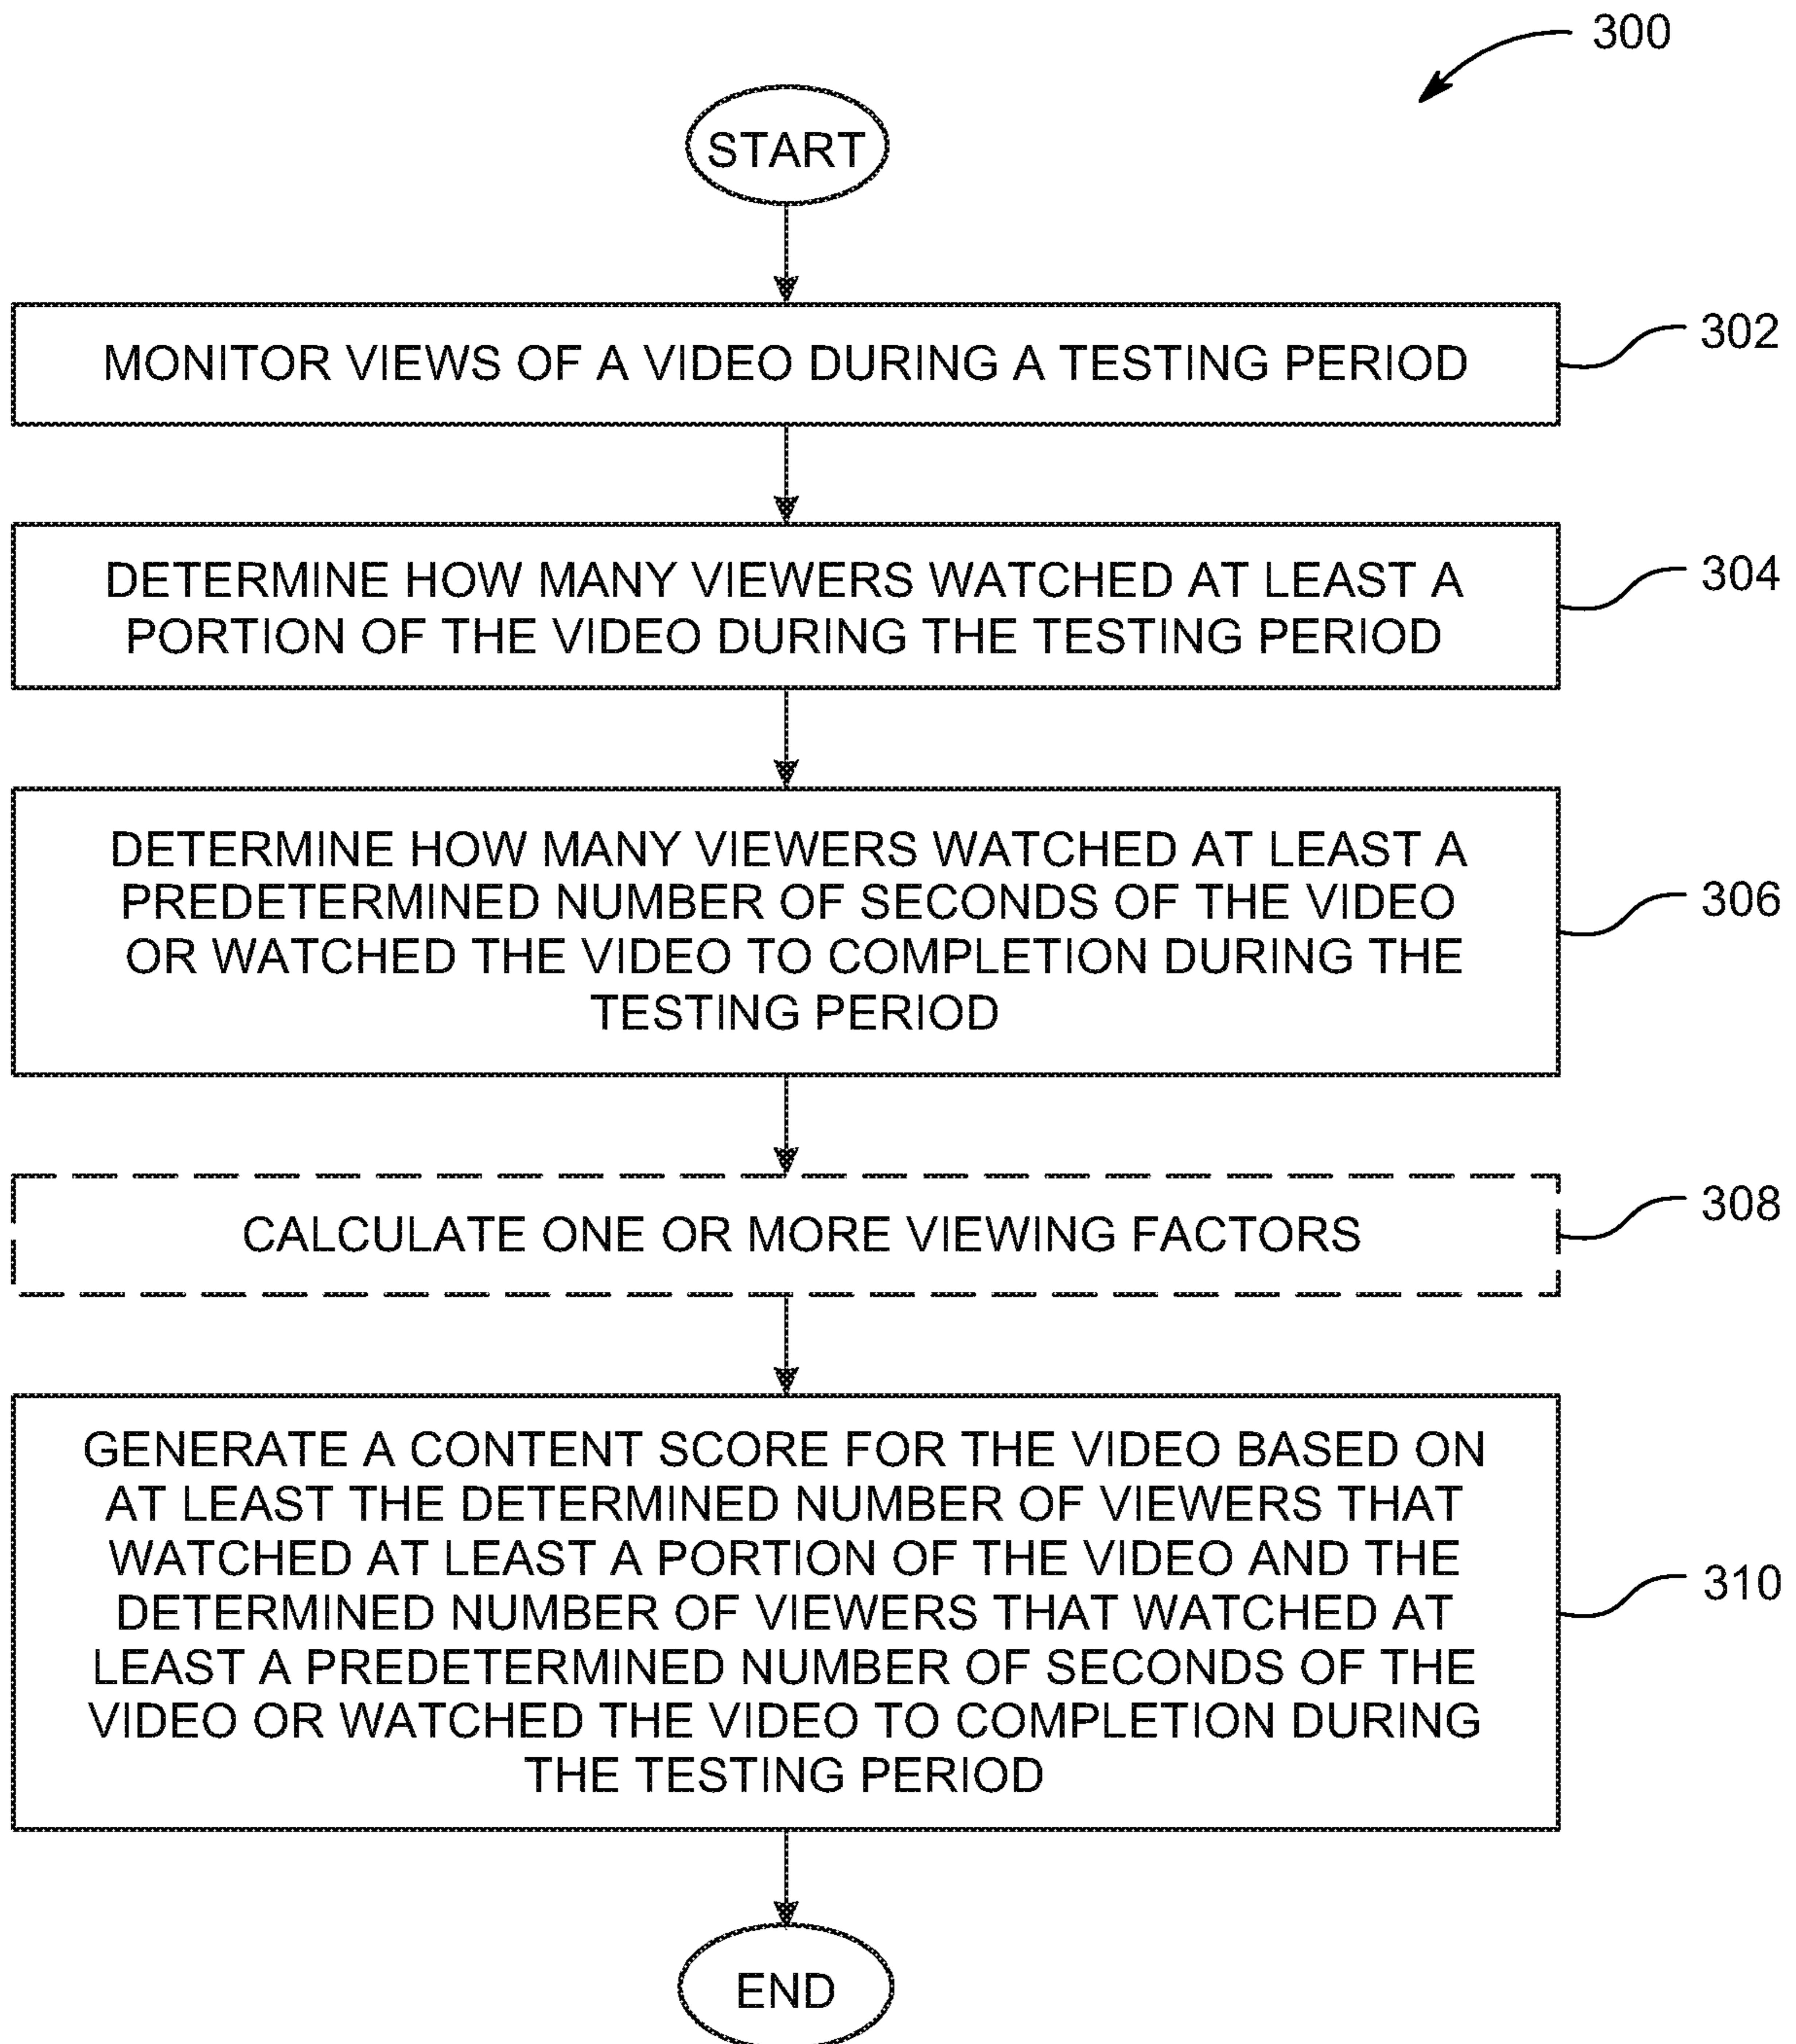 300
START
MONITOR VIEWS OF A VIDEO DURING A TESTING PERIOD
302
DETERMINE HOW MANY VIEWERS WATCHED AT LEAST A
PORTION OF THE VIDEO DURING THE TESTING PERIOD
304
DETERMINE HOW MANY VIEWERS WATCHED AT LEAST A
PREDETERMINED NUMBER OF SECONDS OF THE VIDEO
OR WATCHED THE VIDEO TO COMPLETION DURING THE
TESTING PERIOD
306
CALCULATE ONE OR MORE VIEWING FACTORS
308
GENERATE A CONTENT SCORE FOR THE VIDEO BASED ON
AT LEAST THE DETERMINED NUMBER OF VIEWERS THAT
WATCHED AT LEAST A PORTION OF THE VIDEO AND THE
DETERMINED NUMBER OF VIEWERS THAT WATCHED AT
LEAST A PREDETERMINED NUMBER OF SECONDS OF THE
VIDEO OR WATCHED THE VIDEO TO COMPLETION DURING
THE TESTING PERIOD
310
END